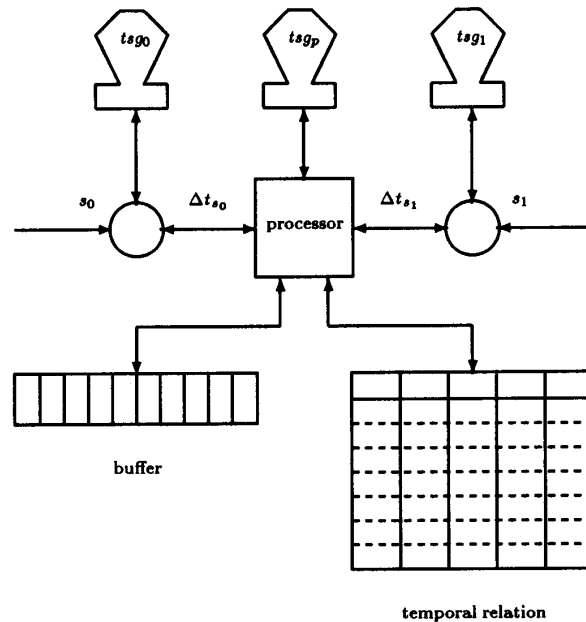 tsg₀ tsgₚ tsg₁
s₀ Δtₛ₀ processor Δtₛ₁ s₁
buffer
temporal relation